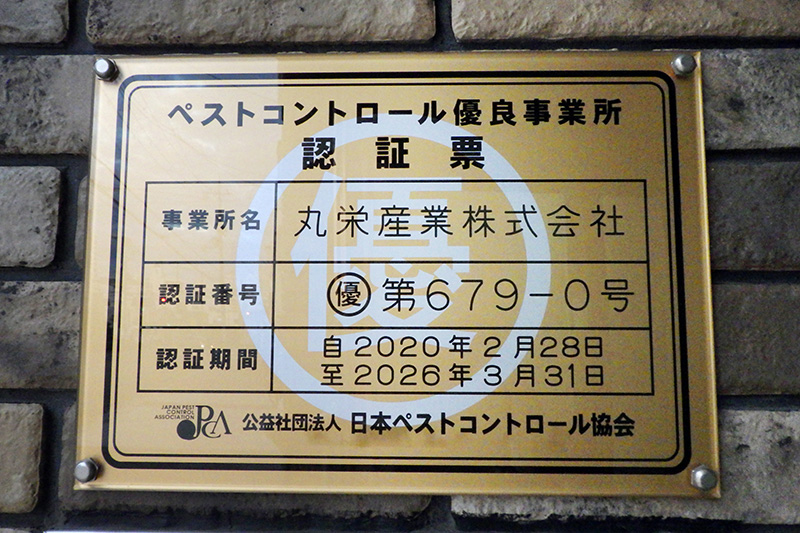 ペストコントロール優良事業所
認証票
事業所名 丸栄産業株式会社
認証番号 優 第679-0号
認証期間 自2020年2月28日
至2026年3月31日
JAPAN PEST
CONTROL
ASSOCIATION
JPCA 公益社団法人 日本ペストコントロール協会
優